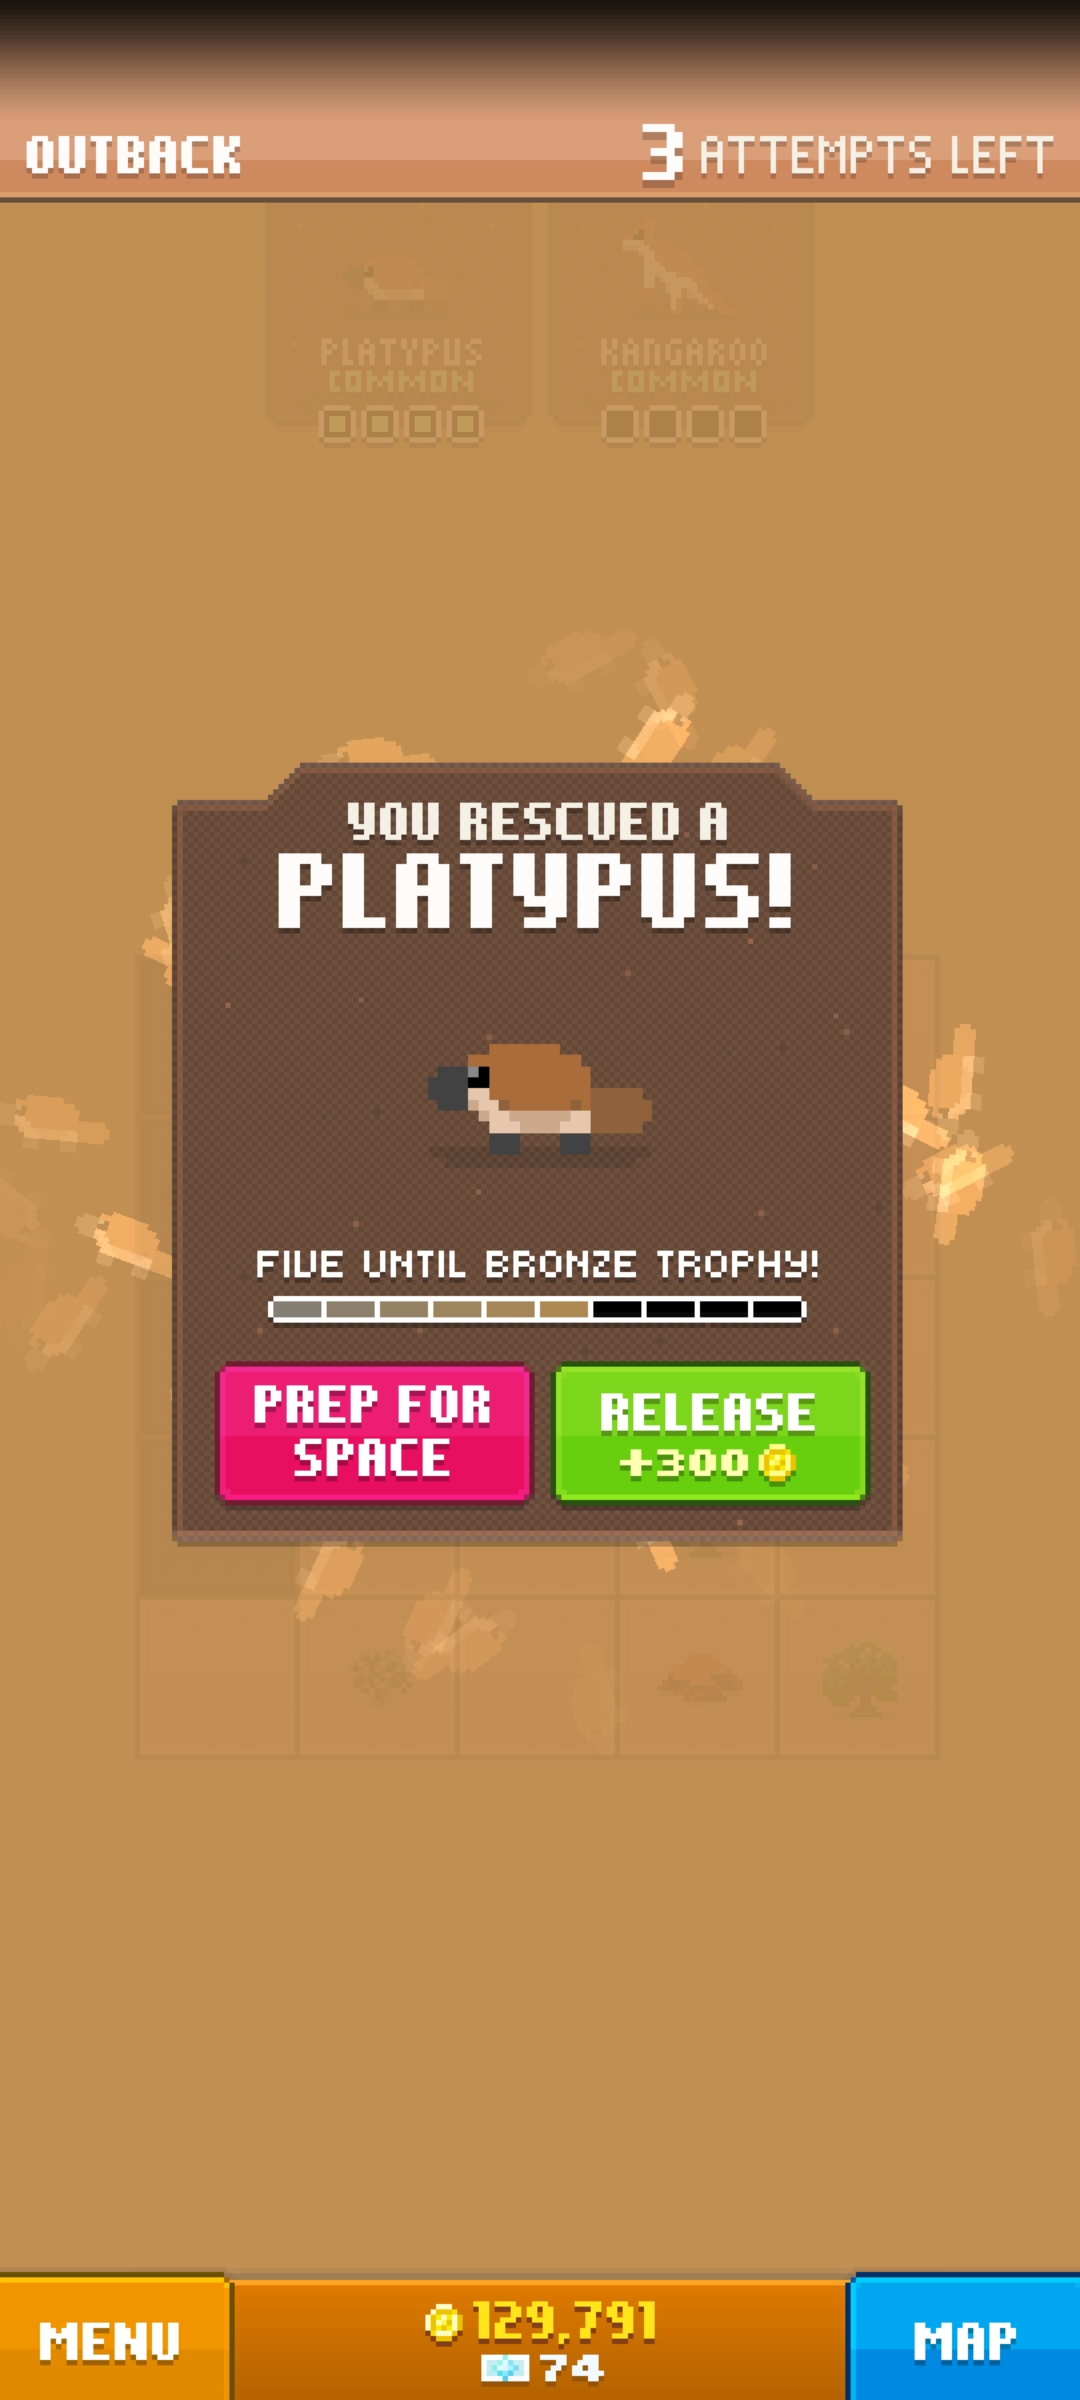 OUTBACK
3 ATTEMPTS LEFT
PLATYPUS
COMMON
KANGAROO
COMMON
YOU RESCUED A
PLATYPUS!
FIVE UNTIL BRONZE TROPHY!
PREP FOR
SPACE
RELEASE
+300
MENU
129,791
74
MAP